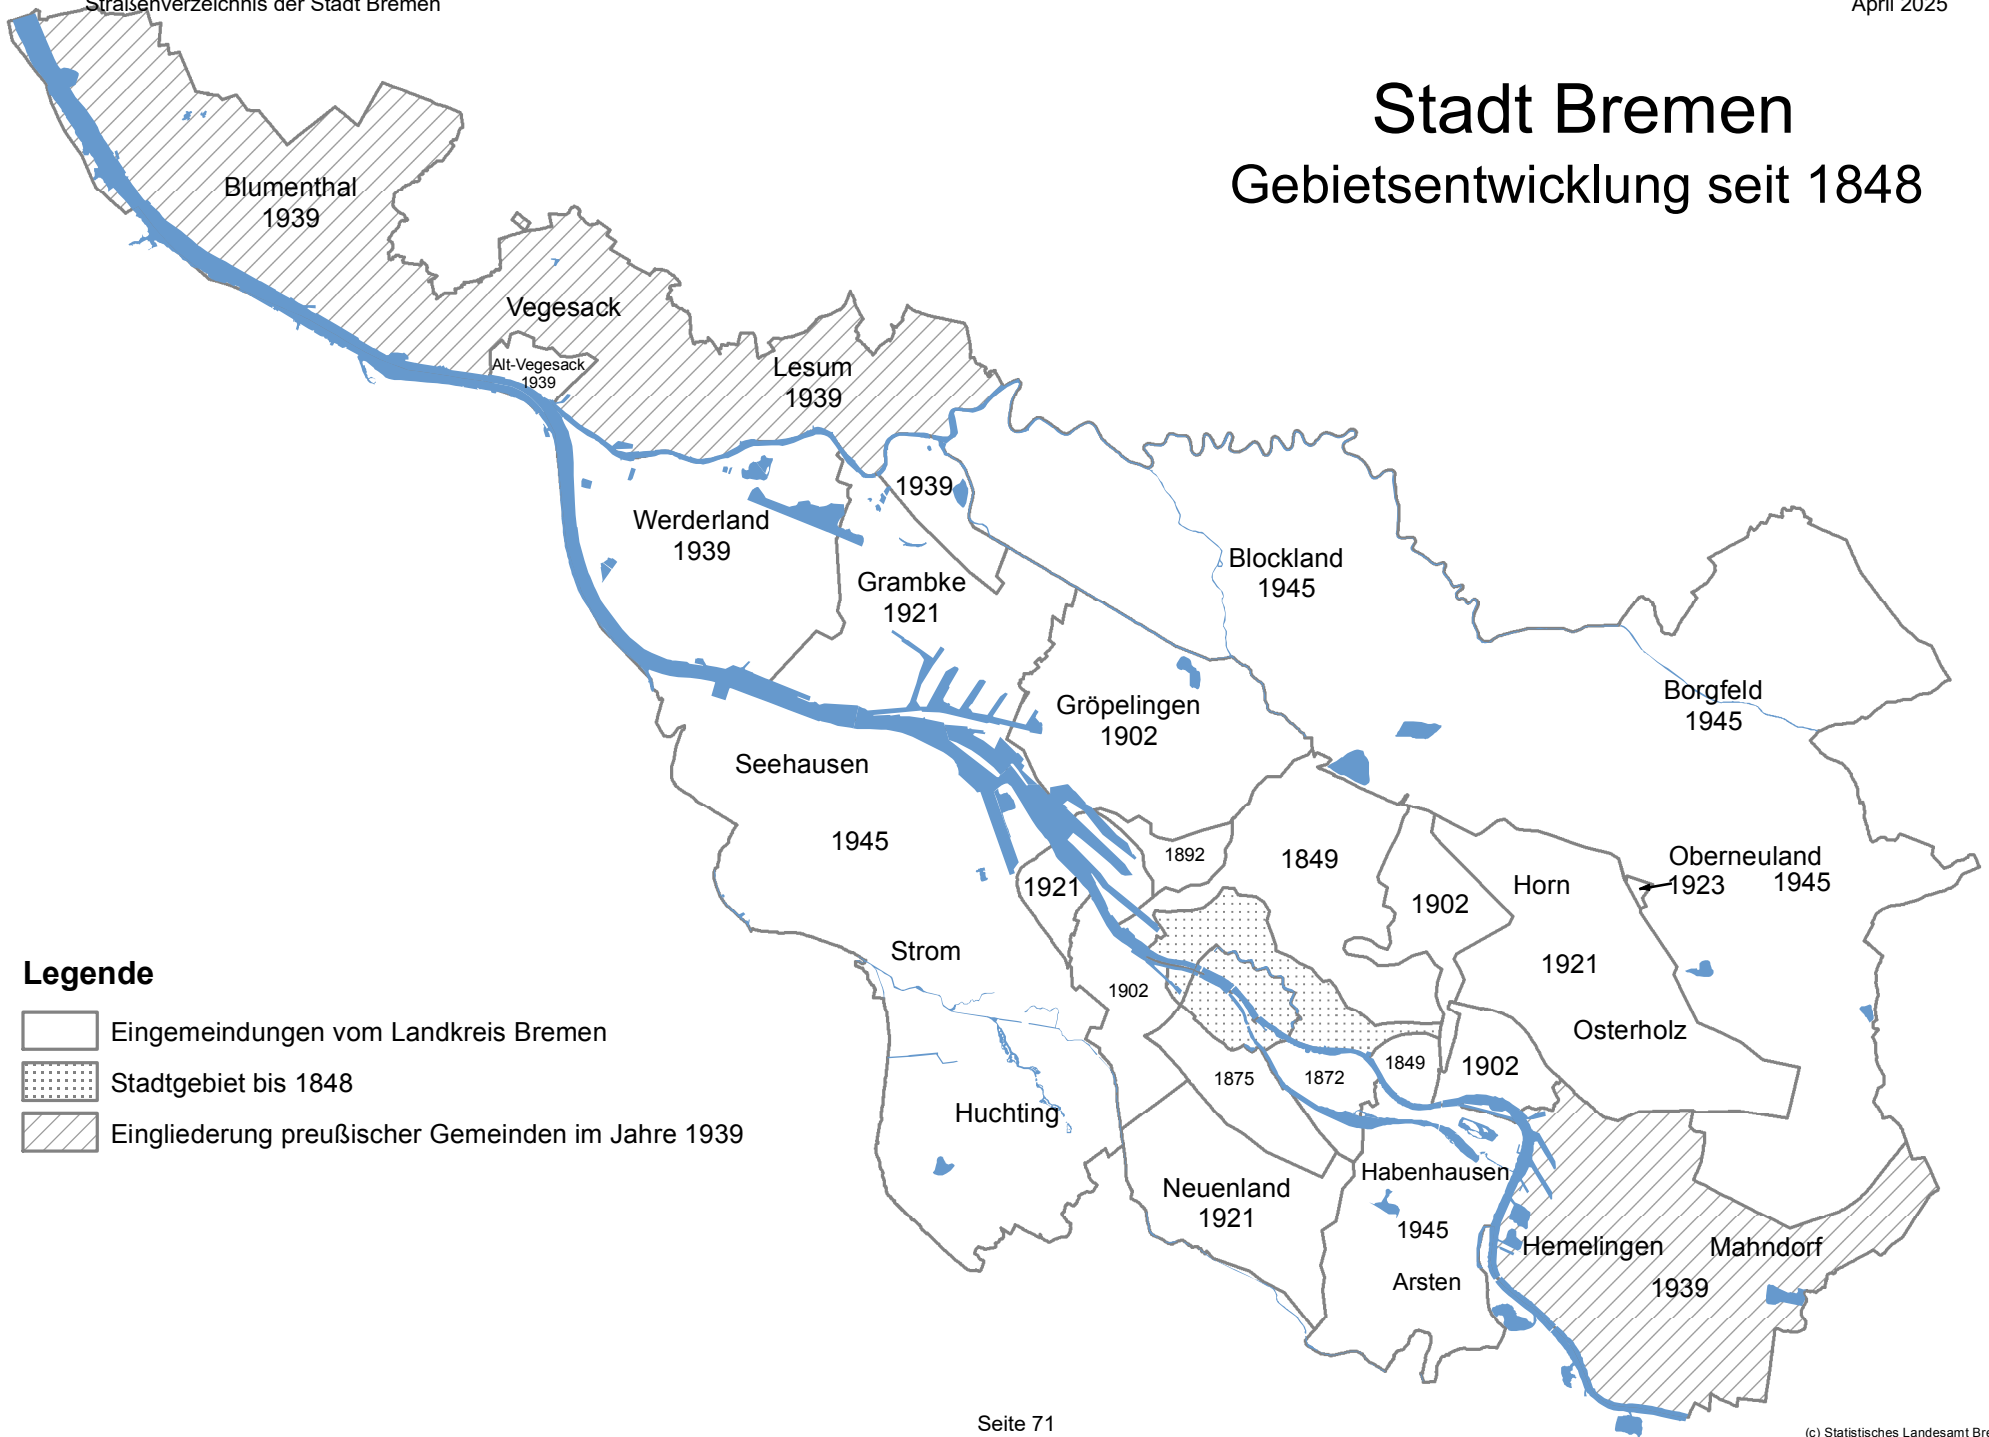 Straßenverzeichnis der Stadt Bremen
April 2025
Stadt Bremen
Gebietsentwicklung seit 1848
Blumenthal
1939
Vegesack
Alt-Vegesack
1939
Lesum
1939
1939
Werderland
1939
Grambke
1921
Blockland
1945
Borgfeld
1945
Gröpelingen
1902
Seehausen
1945
1921
1892
1849
1902
Horn
1921
Osterholz
Oberneuland
1923 1945
Strom
1902
Huchting
1875
1872
1849
1902
Neuenland
1921
Habenhausen
1945
Arsten
Hemelingen
Mahndorf
1939
Legende
Eingemeindungen vom Landkreis Bremen
Stadtgebiet bis 1848
Eingliederung preußischer Gemeinden im Jahre 1939
Seite 71
(c) Statistisches Landesamt Bre